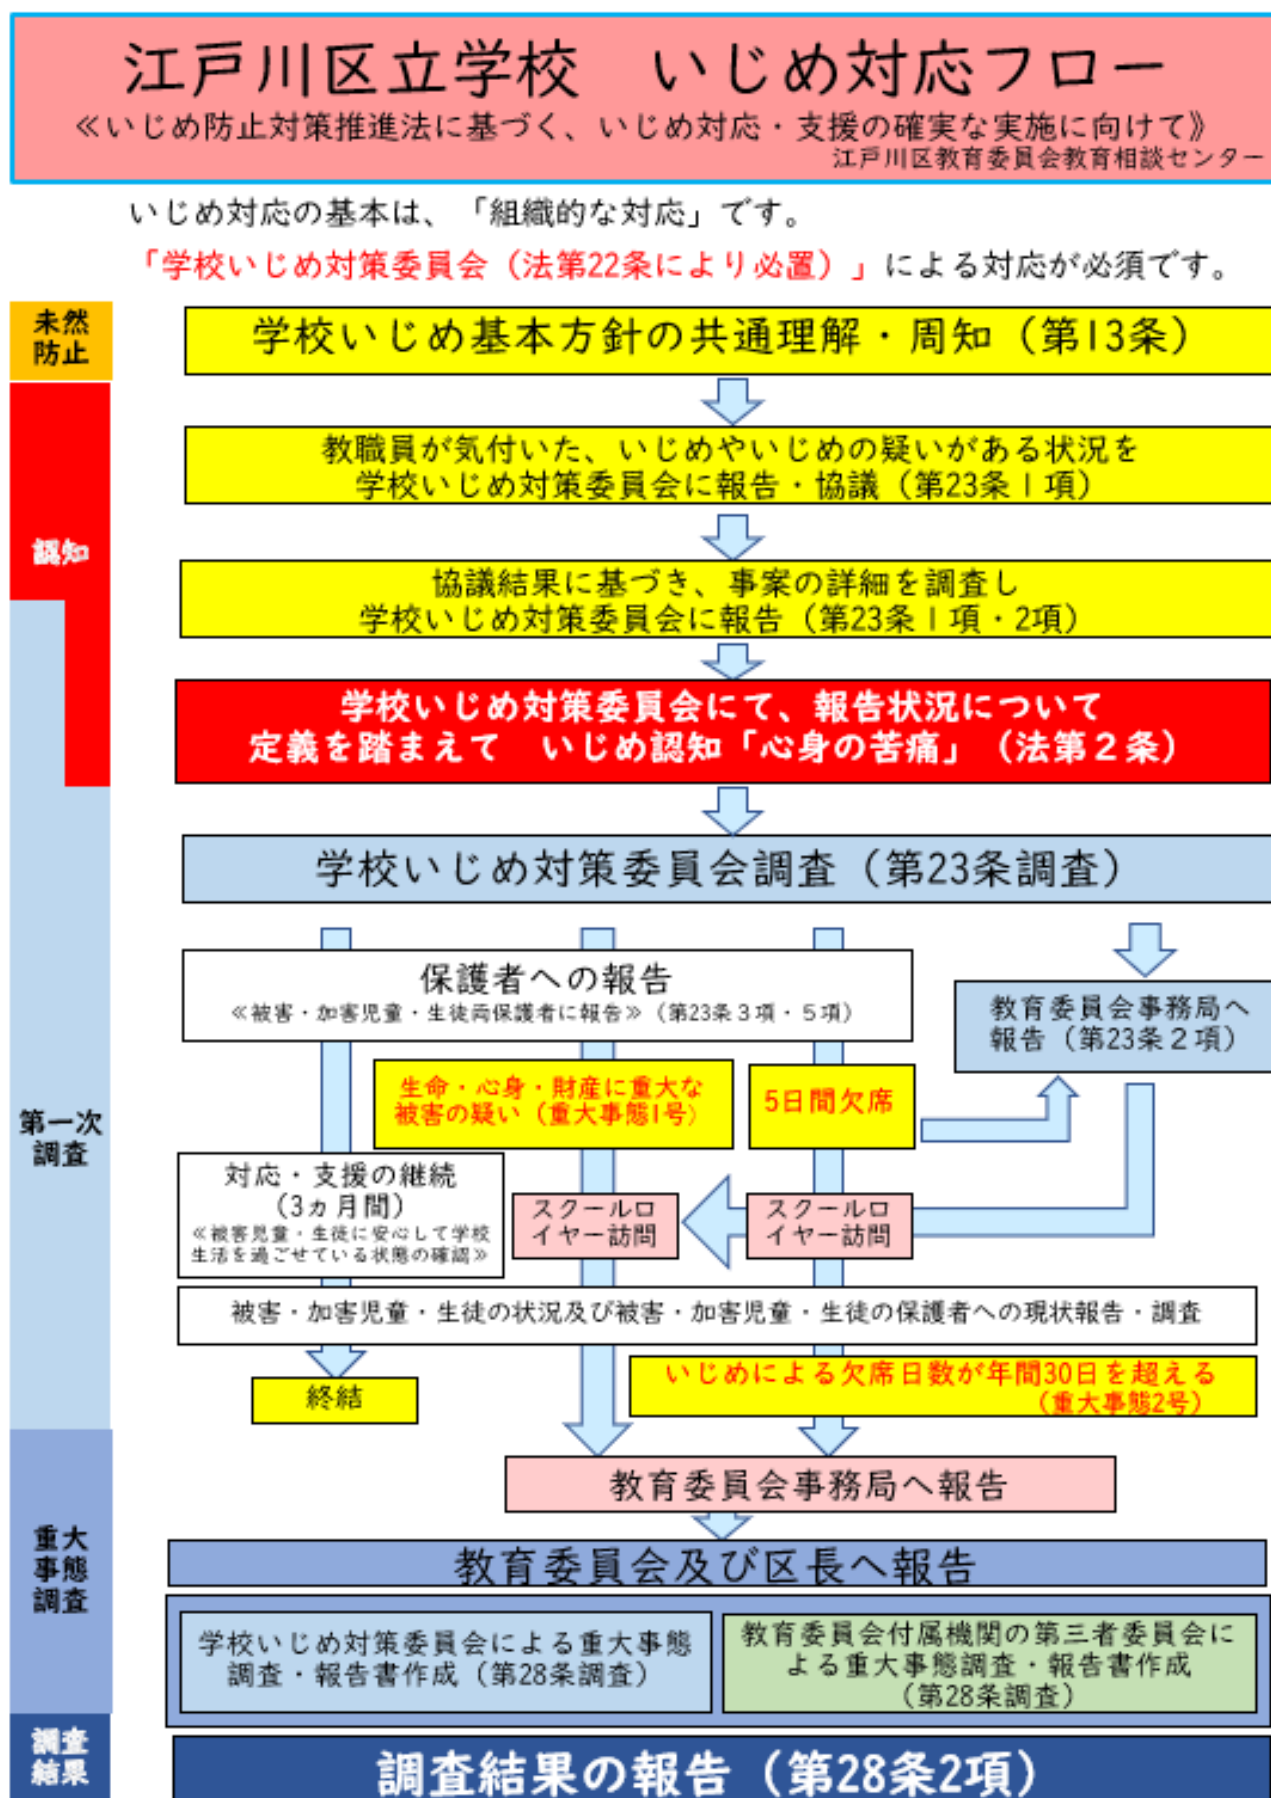 江戸川区立学校　いじめ対応フロー
≪いじめ防止対策推進法に基づく、いじめ対応・支援の確実な実施に向けて》
江戸川区教育委員会教育相談センター
いじめ対応の基本は、「組織的な対応」です。
「学校いじめ対策委員会（法第22条により必置）」による対応が必須です。
未然
防止
学校いじめ基本方針の共通理解・周知（第13条）
教職員が気付いた、いじめやいじめの疑いがある状況を
学校いじめ対策委員会に報告・協議（第23条1項）
認知
協議結果に基づき、事案の詳細を調査し
学校いじめ対策委員会に報告（第23条1項・2項）
学校いじめ対策委員会にて、報告状況について
定義を踏まえて　いじめ認知「心身の苦痛」（法第２条）
学校いじめ対策委員会調査（第23条調査）
保護者への報告
≪被害・加害児童・生徒両保護者に報告≫（第23条３項・５項）
教育委員会事務局へ
報告（第23条２項）
生命・心身・財産に重大な
被害の疑い（重大事態1号）
5日間欠席
第一次
調査
対応・支援の継続
（3ヵ月間）
≪被害児童・生徒に安心して学校
生活を過ごせている状態の確認≫
スクールロ
イヤー訪問
スクールロ
イヤー訪問
被害・加害児童・生徒の状況及び被害・加害児童・生徒の保護者への現状報告・調査
終結
いじめによる欠席日数が年間30日を超える
（重大事態2号）
教育委員会事務局へ報告
重大
事態
調査
教育委員会及び区長へ報告
学校いじめ対策委員会による重大事態
調査・報告書作成（第28条調査）
教育委員会付属機関の第三者委員会に
よる重大事態調査・報告書作成
（第28条調査）
調査
結果
調査結果の報告（第28条2項）